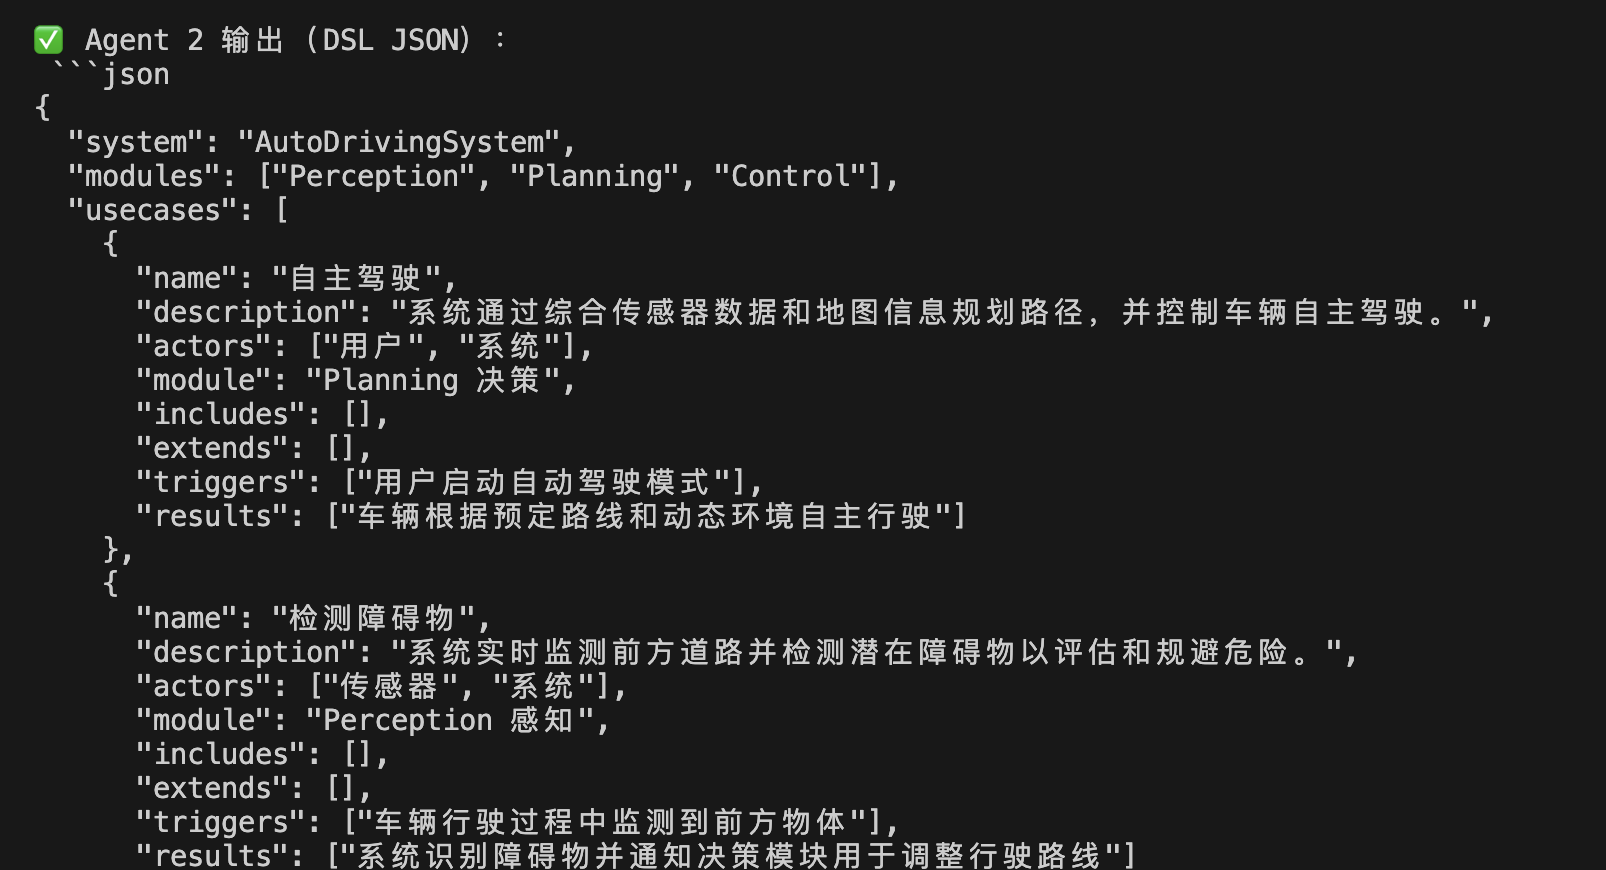 ✅ Agent 2 输出 (DSL JSON) :
```json
{
"system": "AutoDrivingSystem",
"modules": ["Perception", "Planning", "Control"],
"usecases": [
{
"name": "自主驾驶",
"description": "系统通过综合传感器数据和地图信息规划路径，并控制车辆自主驾驶。",
"actors": ["用户", "系统"],
"module": "Planning 决策",
"includes": [],
"extends": [],
"triggers": ["用户启动自动驾驶模式"],
"results": ["车辆根据预定路线和动态环境自主行驶"]
},
{
"name": "检测障碍物",
"description": "系统实时监测前方道路并检测潜在障碍物以评估和规避危险。",
"actors": ["传感器", "系统"],
"module": "Perception 感知",
"includes": [],
"extends": [],
"triggers": ["车辆行驶过程中监测到前方物体"],
"results": ["系统识别障碍物并通知决策模块用于调整行驶路线"]